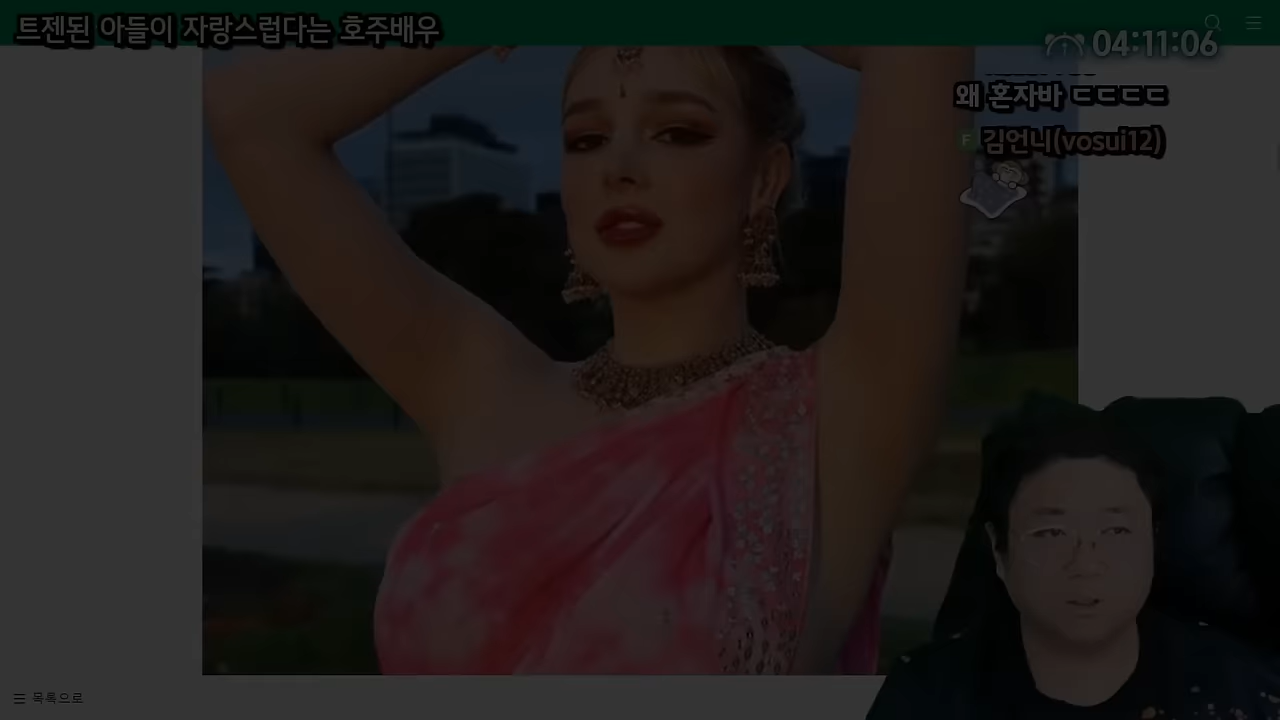 트젠된 아들이 자랑스럽다는 호주배우
04:11:06
왜 혼자바 ㄷㄷㄷㄷ
F 김언니(vosui12)
목록으로